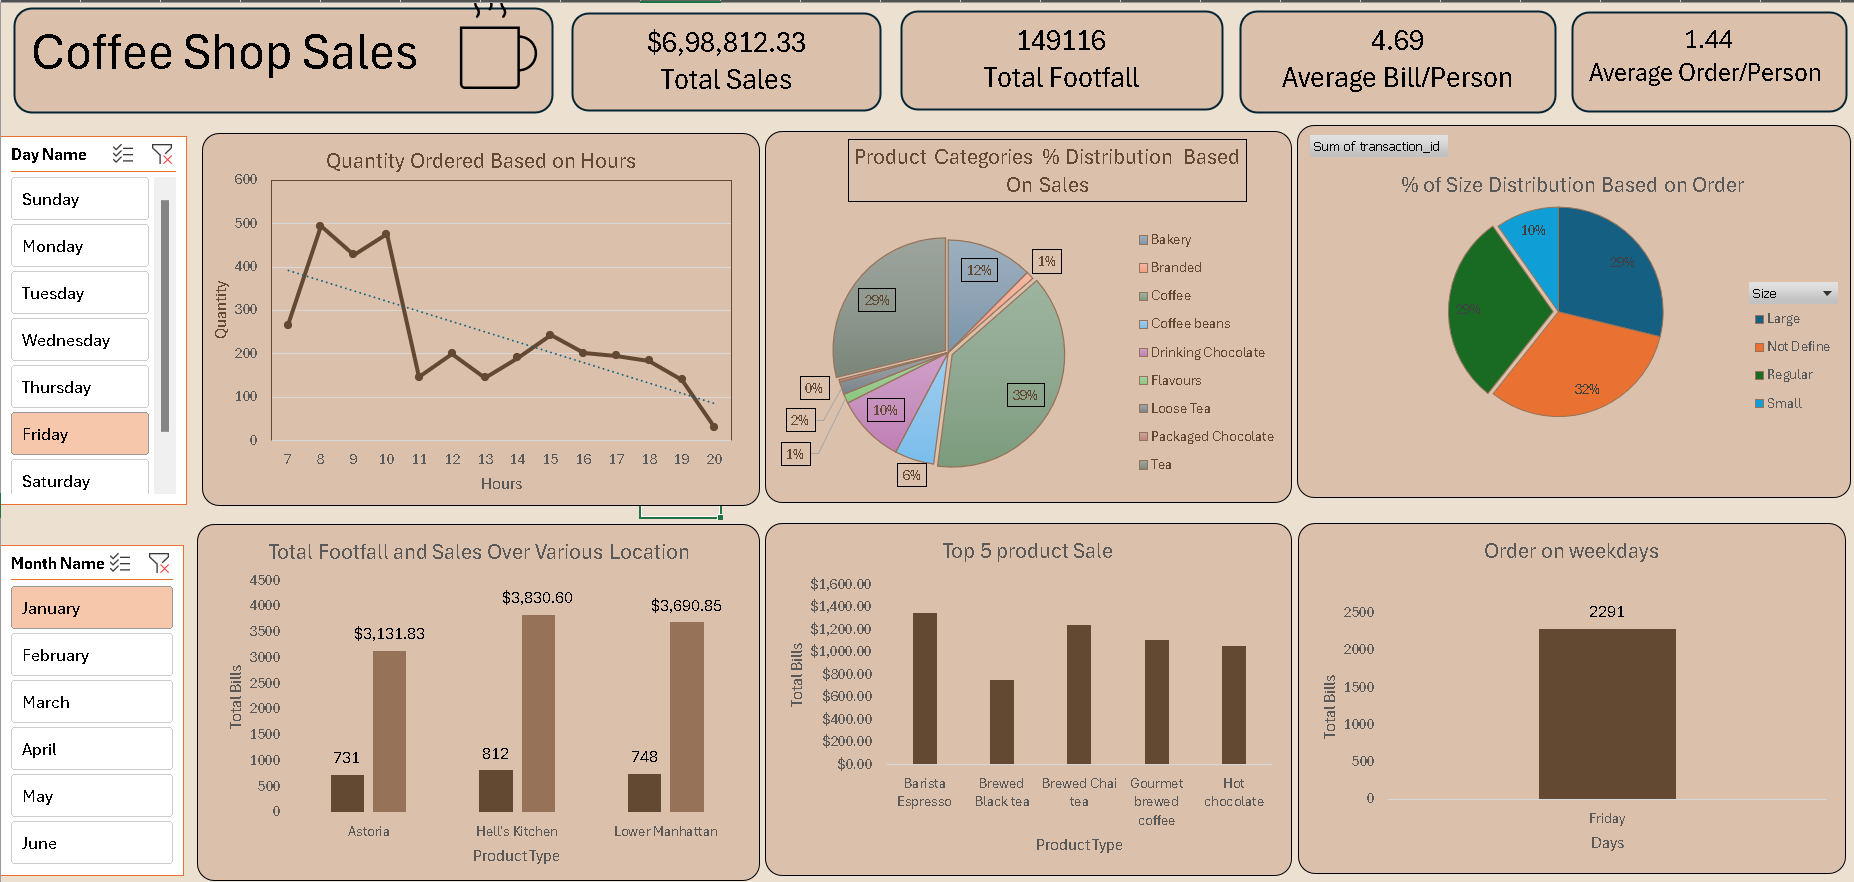 Coffee Shop Sales
$6,98,812.33
Total Sales
149116
Total Footfall
4.69
Average Bill/Person
1.44
Average Order/Person
Day Name
Sunday
Monday
Tuesday
Wednesday
Thursday
Friday
Saturday
Quantity Ordered Based on Hours
600
500
400
300
200
100
0
Quantity
7 8 9 10 11 12 13 14 15 16 17 18 19 20
Hours
Product Categories % Distribution Based
On Sales
12%
1%
39%
6%
10%
1%
2%
0%
29%
Bakery
Branded
Coffee
Coffee beans
Drinking Chocolate
Flavours
Loose Tea
Packaged Chocolate
Tea
Sum of transaction_id
% of Size Distribution Based on Order
29%
32%
29%
10%
Size
Large
Not Define
Regular
Small
Month Name
January
February
March
April
May
June
Total Footfall and Sales Over Various Location
4500
4000
3500
3000
2500
2000
1500
1000
500
0
Total Bills
731
$3,131.83
812
$3,830.60
748
$3,690.85
Astoria
Hell's Kitchen
Lower Manhattan
ProductType
Top 5 product Sale
$1,600.00
$1,400.00
$1,200.00
$1,000.00
$800.00
$600.00
$400.00
$200.00
$0.00
Total Bills
Barista
Espresso
Brewed
Black tea
Brewed Chai
tea
Gourmet
brewed
coffee
Hot
chocolate
ProductType
Order on weekdays
2500
2000
1500
1000
500
0
Total Bills
2291
Friday
Days